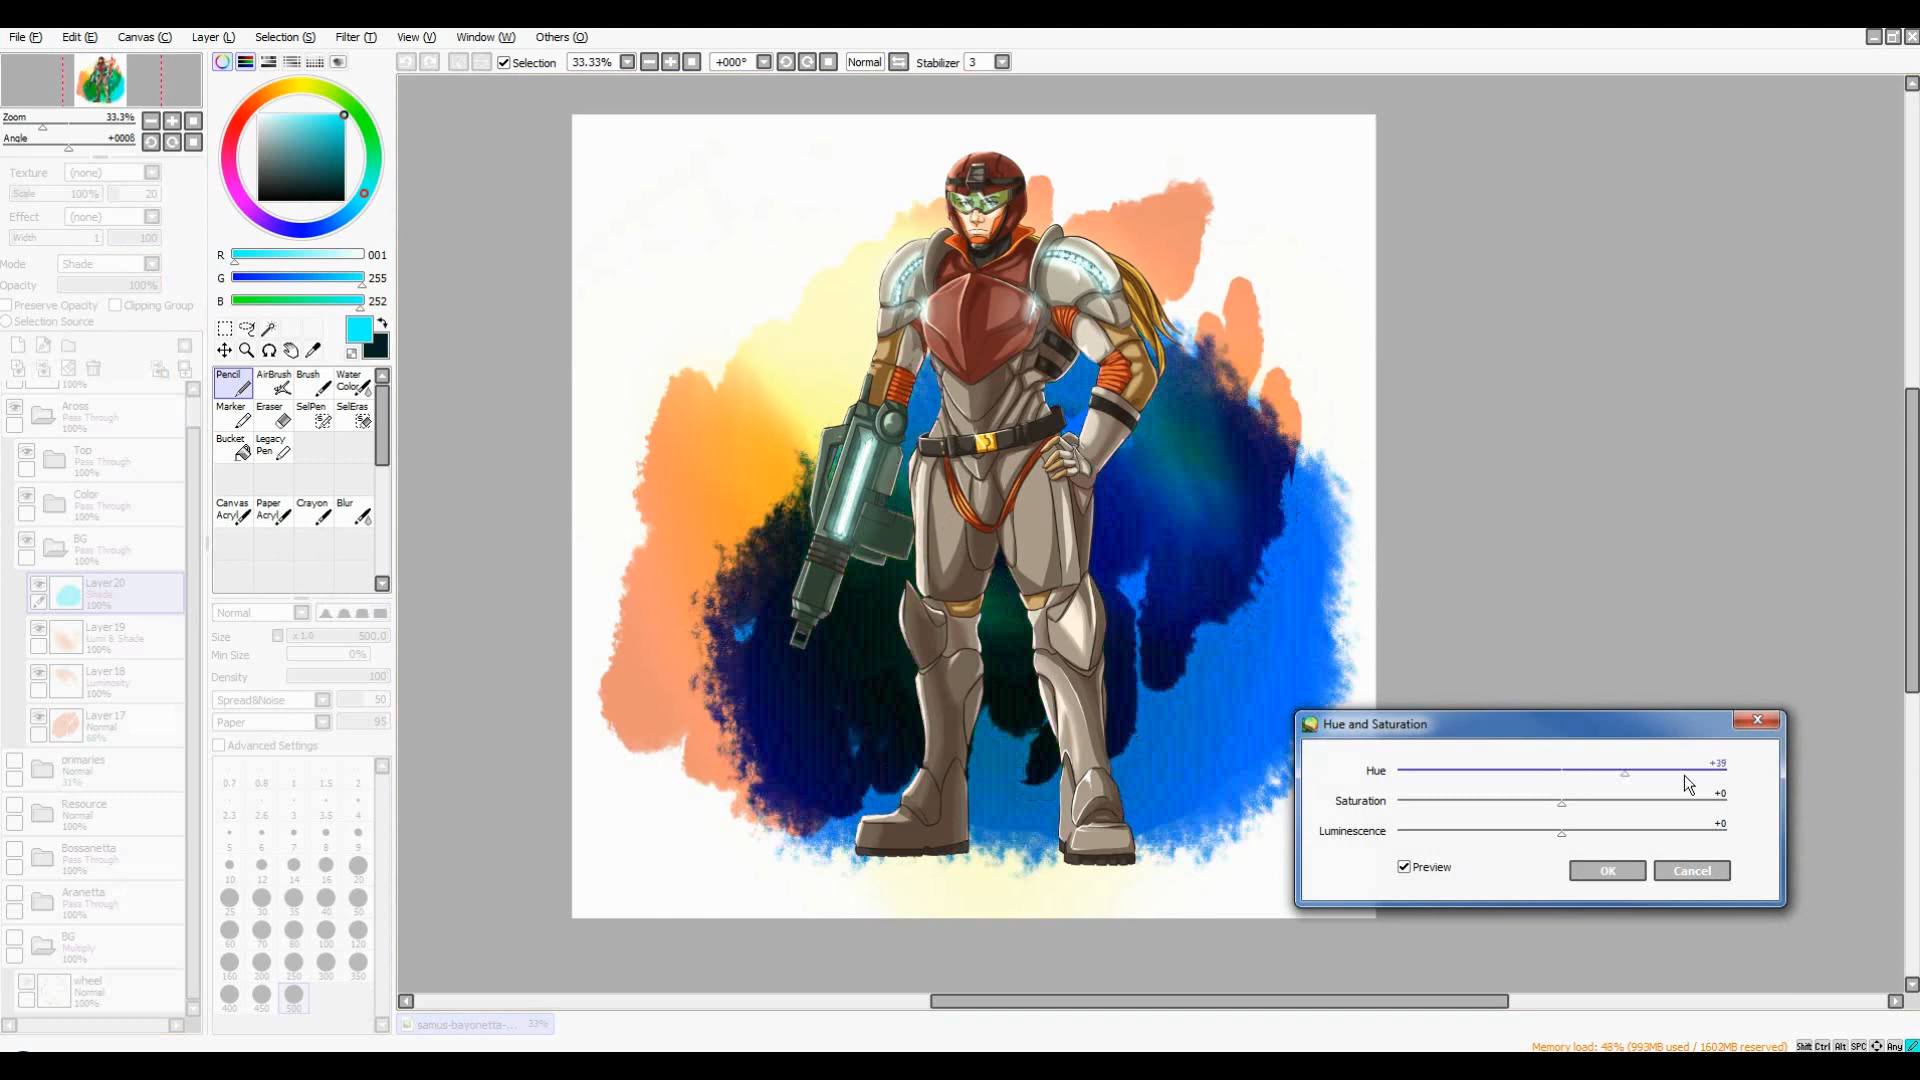 File (F) Edit (E) Canvas (C) Layer (L) Selection (S) Filter (T) View (V) Window (W) Others (O)
Selection 33.33% +000° Normal Stabilizer 3
Zoom 33.3%
Angle +000ß
Texture (none)
Scale 100% 20
Effect (none)
Width 1 100
Mode Shade
Opacity 100%
Preserve Opacity Clipping Group
Selection Source
100%
Aross
Pass Through
100%
Top
Pass Through
100%
Color
Pass Through
100%
BG
Pass Through
100%
Layer20
Shade
100%
Layer19
Lumi & Shade
100%
Layer18
Luminosity
100%
Layer17
Normal
66%
primaries
Normal
31%
Resource
Normal
100%
Bossanetta
Pass Through
100%
Aranetta
Pass Through
100%
BG
Multiply
100%
wheel
Normal
100%
R 001
G 255
B 252
Pencil AirBrush Brush Water Color
Marker Eraser SelPen SelEras
Bucket Legacy Pen
Canvas Acryl Paper Acryl Crayon Blur
Normal
Size x 1.0 500.0
Min Size 0%
Density 100
Spread&Noise 50
Paper 95
Advanced Settings
0.7 0.8 1 1.5 2
2.3 2.6 3 3.5 4
5 6 7 8 9
10 12 14 16 20
25 30 35 40 50
60 70 80 100 120
160 200 250 300 350
400 450 500
Hue and Saturation
Hue +39
Saturation +0
Luminescence +0
Preview OK Cancel
samus-bayonetta-... 33%
Memory load: 48% (993MB used / 1602MB reserved) Shift Ctrl Alt SPC Any